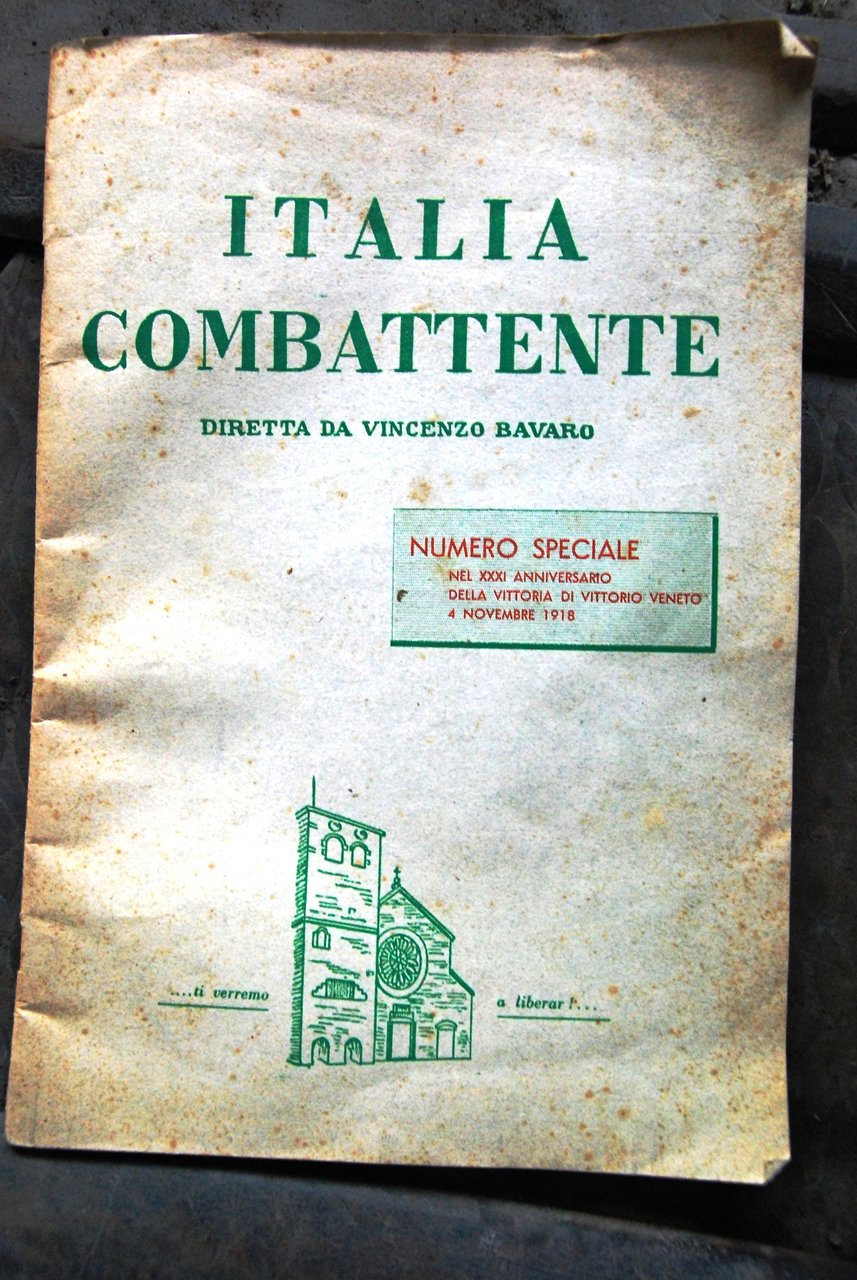 ITALIA
COMBATTENTE
DIRETTA DA VINCENZO BAVARO
NUMERO SPECIALE
NEL XXXI ANNIVERSARIO
DELLA VITTORIA DI VITTORIO VENETO
4 NOVEMBRE 1918
....ti verremo a liberar!...